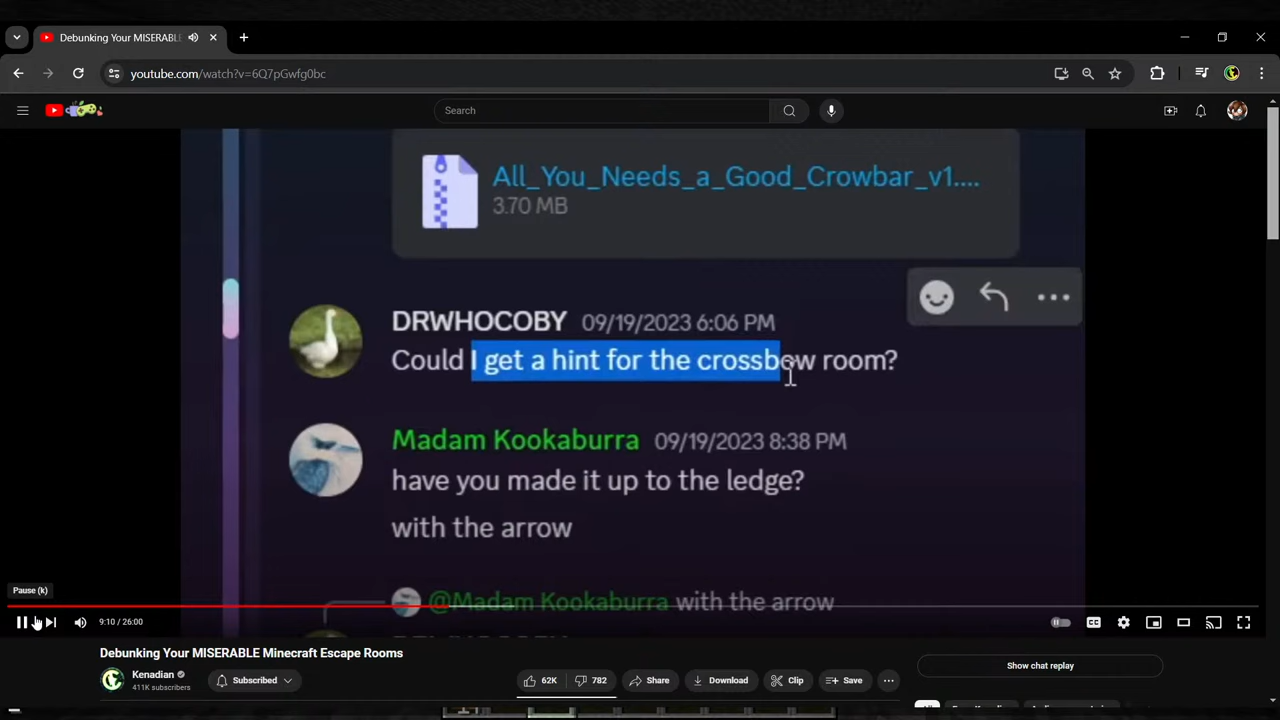 Debunking Your MISERABLE
youtube.com/watch?v=6Q7pGwfg0bc
Search
All_You_Needs_a_Good_Crowbar_v1....
3.70 MB
DRWHOCOBY 09/19/2023 6:06 PM
Could I get a hint for the crossbow room?
Madam Kookaburra 09/19/2023 8:38 PM
have you made it up to the ledge?
with the arrow
@Madam Kookaburra with the arrow
Pause (k)
9:10 / 26:00
Debunking Your MISERABLE Minecraft Escape Rooms
Kenadian
411K subscribers
Subscribed
62K
782
Share
Download
Clip
Save
Show chat replay